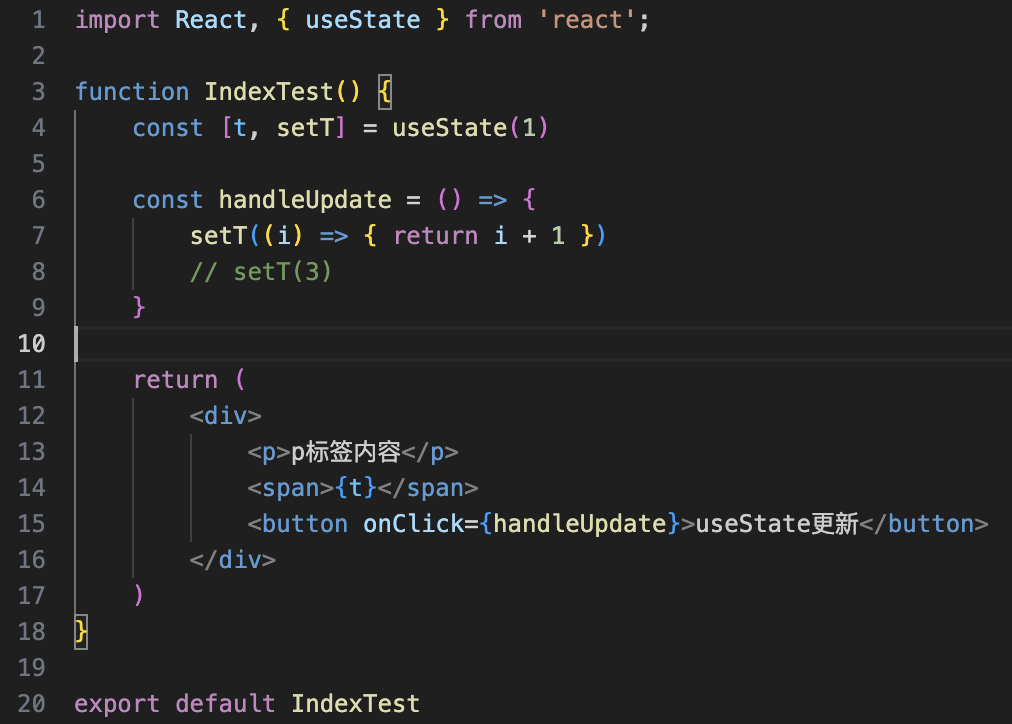 1 import React, { useState } from 'react';
2
3 function IndexTest() {
4     const [t, setT] = useState(1)
5
6     const handleUpdate = () => {
7         setT((i) => { return i + 1 })
8         // setT(3)
9     }
10
11     return (
12         <div>
13             <p>p标签内容</p>
14             <span>{t}</span>
15             <button onClick={handleUpdate}>useState更新</button>
16         </div>
17     )
18 }
19
20 export default IndexTest